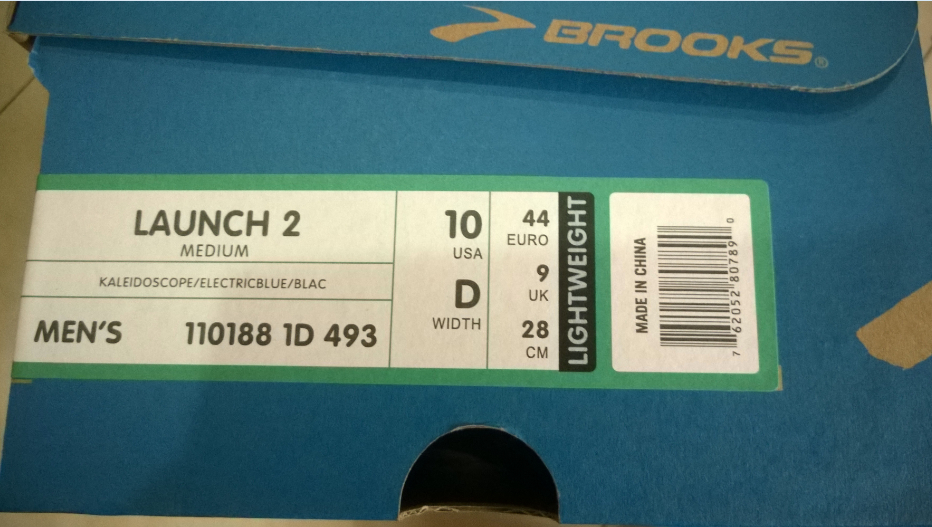 BROOKS®
LAUNCH 2
MEDIUM
KALEIDOSCOPE/ELECTRICBLUE/BLAC
MEN'S 110188 1D 493
10
USA
D
WIDTH
44
EURO
9
UK
28
CM
LIGHTWEIGHT
MADE IN CHINA
7 62052 80789 0